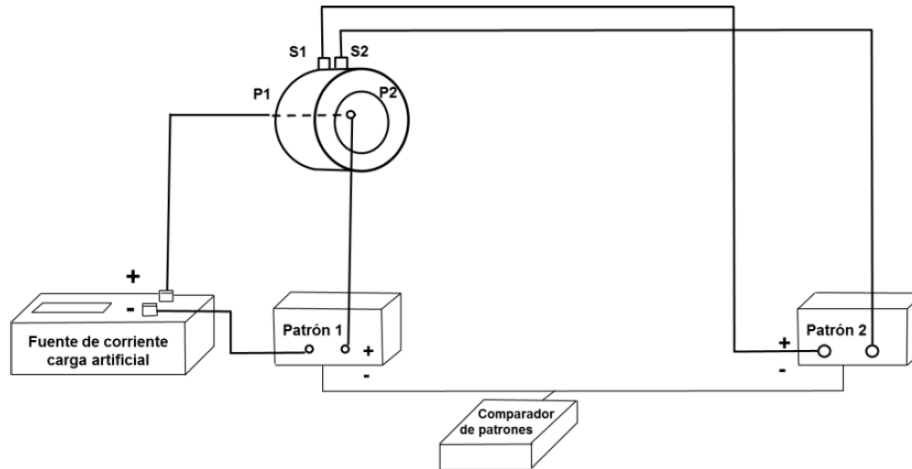 S1
S2
P1
P2
+
-
Fuente de corriente
carga artificial
Patrón 1
+
-
Patrón 2
+
-
Comparador
de patrones